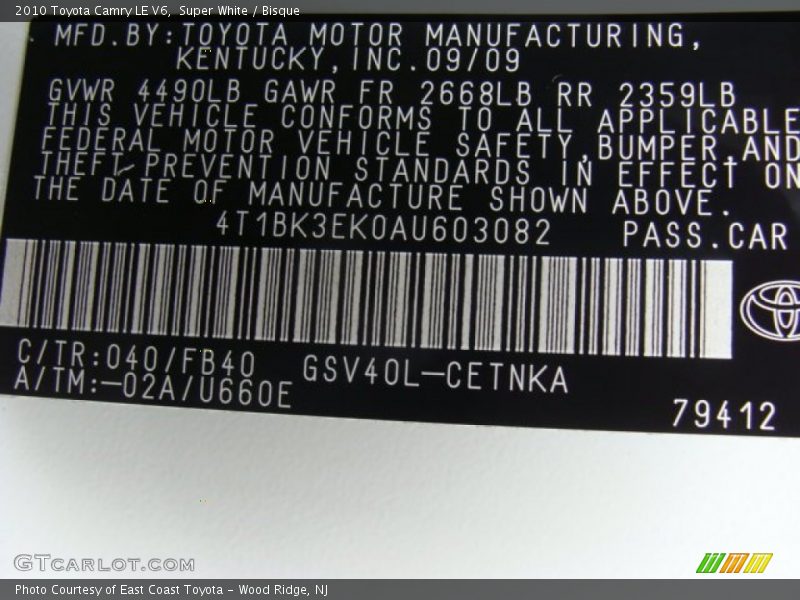 2010 Toyota Camry LE V6, Super White / Bisque
MFD.BY:TOYOTA MOTOR MANUFACTURING,
KENTUCKY,INC.09/09
GVWR 4490LB GAWR FR 2668LB RR 2359LB
THIS VEHICLE CONFORMS TO ALL APPLICABLE
FEDERAL MOTOR VEHICLE SAFETY,BUMPER,AND
THEFT PREVENTION STANDARDS IN EFFECT ON
THE DATE OF MANUFACTURE SHOWN ABOVE.
4T1BK3EK0AU603082 PASS.CAR
C/TR:040/FB40 GSV40L-CETNKA
A/TM:-02A/U660E
79412
GTCARLOT.COM
Photo Courtesy of East Coast Toyota - Wood Ridge, NJ